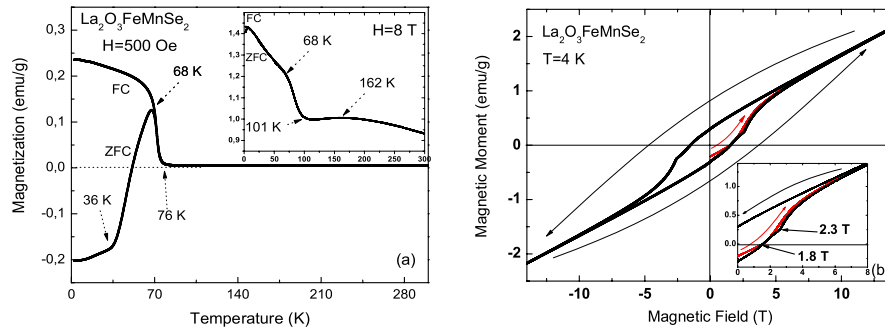 La₂O₃FeMnSe₂
H=500 Oe
FC
ZFC
68 K
36 K
76 K
(a)
0,3
0,2
0,1
0,0
-0,1
-0,2
0 70 140 210 280
Magnetization (emu/g)
Temperature (K)
FC
ZFC
H=8 T
68 K
162 K
101 K
1,4
1,3
1,2
1,1
1,0
0,9
0 50 100 150 200 250 300
La₂O₃FeMnSe₂
T=4 K
2
1
0
-1
-2
-10 -5 0 5 10
Magnetic Moment (emu/g)
Magnetic Field (T)
1.0
0.5
0.0
0 2 4 6 8
2.3 T
1.8 T
(b